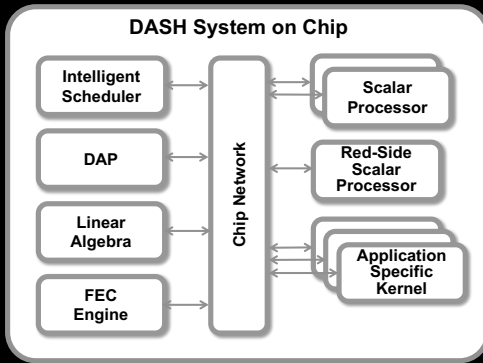 DASH System on Chip
Intelligent
Scheduler
DAP
Linear
Algebra
FEC
Engine
Chip Network
Scalar
Processor
Red-Side
Scalar
Processor
Application
Specific
Kernel